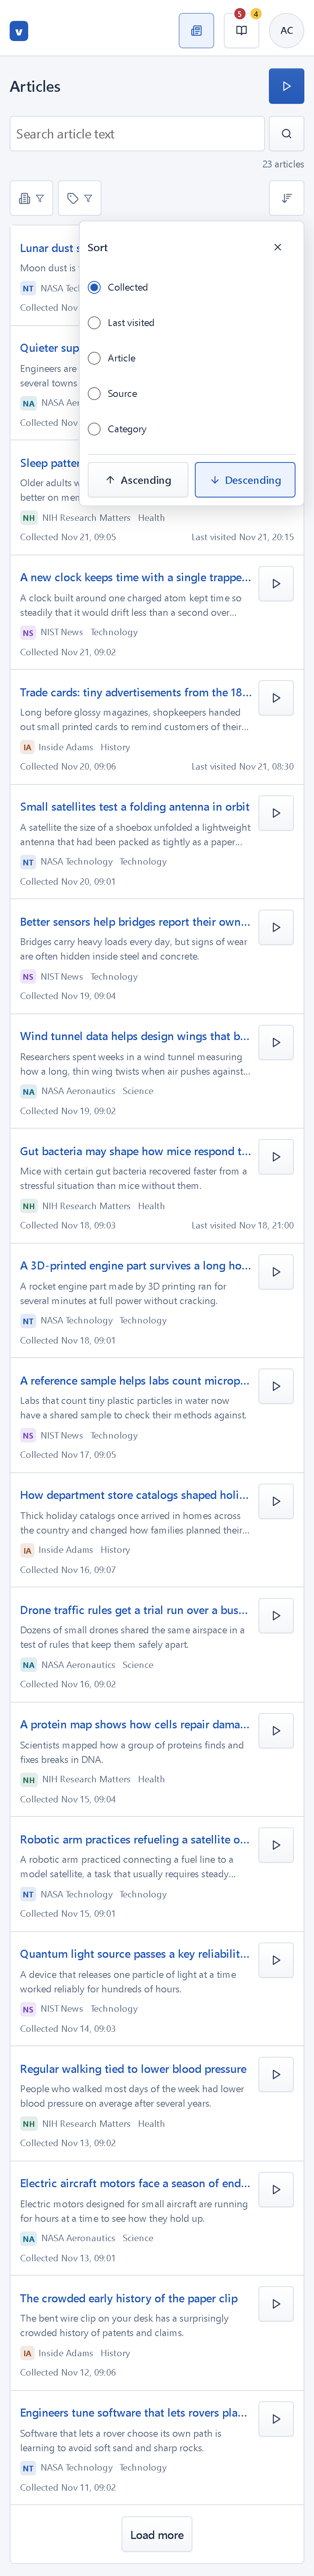 v
5
4
AC
Articles
Search article text
23 articles
Lunar dust
Moon dust is
NT NASA
Collected Nov
Quieter sup
Engineers are
several towns
NA NASA
Collected Nov
Sleep patter
Older adults
better on
NH NIH Research Matters Health
Collected Nov 21, 09:05 Last visited Nov 21, 20:15
Sort
Collected
Last visited
Article
Source
Category
Ascending
Descending
A new clock keeps time with a single trappe...
A clock built around one charged atom kept time so
steadily that it would drift less than a second over...
NS NIST News Technology
Collected Nov 21, 09:02
Trade cards: tiny advertisements from the 18...
Long before glossy magazines, shopkeepers handed
out small printed cards to remind customers of their...
IA Inside Adams History
Collected Nov 20, 09:06 Last visited Nov 21, 08:30
Small satellites test a folding antenna in orbit
A satellite the size of a shoebox unfolded a lightweight
antenna that had been packed as tightly as a paper...
NT NASA Technology Technology
Collected Nov 20, 09:01
Better sensors help bridges report their own...
Bridges carry heavy loads every day, but signs of wear
are often hidden inside steel and concrete.
NS NIST News Technology
Collected Nov 19, 09:04
Wind tunnel data helps design wings that b...
Researchers spent weeks in a wind tunnel measuring
how a long, thin wing twists when air pushes against...
NA NASA Aeronautics Science
Collected Nov 19, 09:02
Gut bacteria may shape how mice respond t...
Mice with certain gut bacteria recovered faster from a
stressful situation than mice without them.
NH NIH Research Matters Health
Collected Nov 18, 09:03 Last visited Nov 18, 21:00
A 3D-printed engine part survives a long ho...
A rocket engine part made by 3D printing ran for
several minutes at full power without cracking.
NT NASA Technology Technology
Collected Nov 18, 09:01
A reference sample helps labs count microp...
Labs that count tiny plastic particles in water now
have a shared sample to check their methods against.
NS NIST News Technology
Collected Nov 17, 09:05
How department store catalogs shaped holi...
Thick holiday catalogs once arrived in homes across
the country and changed how families planned their...
IA Inside Adams History
Collected Nov 16, 09:07
Drone traffic rules get a trial run over a bus...
Dozens of small drones shared the same airspace in a
test of rules that keep them safely apart.
NA NASA Aeronautics Science
Collected Nov 16, 09:02
A protein map shows how cells repair dama...
Scientists mapped how a group of proteins finds and
fixes breaks in DNA.
NH NIH Research Matters Health
Collected Nov 15, 09:04
Robotic arm practices refueling a satellite o...
A robotic arm practiced connecting a fuel line to a
model satellite, a task that usually requires steady...
NT NASA Technology Technology
Collected Nov 15, 09:01
Quantum light source passes a key reliabilit...
A device that releases one particle of light at a time
worked reliably for hundreds of hours.
NS NIST News Technology
Collected Nov 14, 09:03
Regular walking tied to lower blood pressure
People who walked most days of the week had lower
blood pressure on average after several years.
NH NIH Research Matters Health
Collected Nov 13, 09:02
Electric aircraft motors face a season of end...
Electric motors designed for small aircraft are running
for hours at a time to see how they hold up.
NA NASA Aeronautics Science
Collected Nov 13, 09:01
The crowded early history of the paper clip
The bent wire clip on your desk has a surprisingly
crowded history of patents and claims.
IA Inside Adams History
Collected Nov 12, 09:06
Engineers tune software that lets rovers pla...
Software that lets a rover choose its own path is
learning to avoid soft sand and sharp rocks.
NT NASA Technology Technology
Collected Nov 11, 09:02
Load more